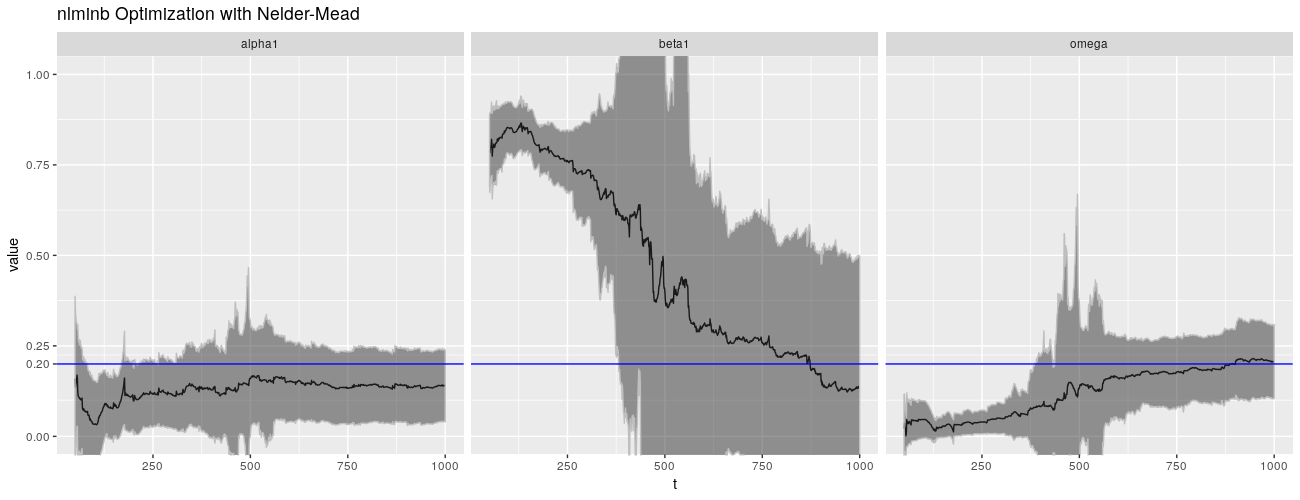 nlminb Optimization with Nelder-Mead
alpha1 beta1 omega
1.00
0.75
0.50
0.25
0.20
0.00
value
250 500 750 1000 250 500 750 1000 250 500 750 1000
t